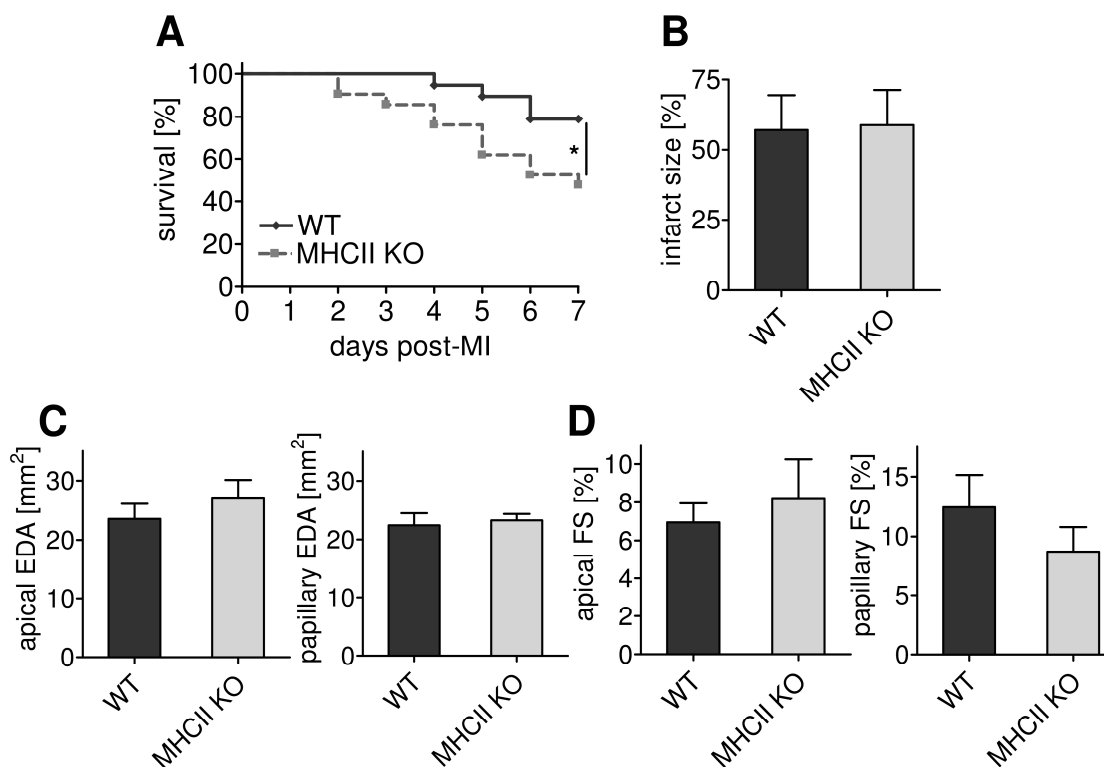 A
survival [%]
100
80
60
40
20
0
WT
MHCII KO
*
0 1 2 3 4 5 6 7
days post-MI
B
infarct size [%]
75
50
25
0
WT
MHCII KO
C
apical EDA [mm²]
30
20
10
0
WT
MHCII KO
papillary EDA [mm²]
30
20
10
0
WT
MHCII KO
D
apical FS [%]
10
8
6
4
2
0
WT
MHCII KO
papillary FS [%]
15
10
5
0
WT
MHCII KO